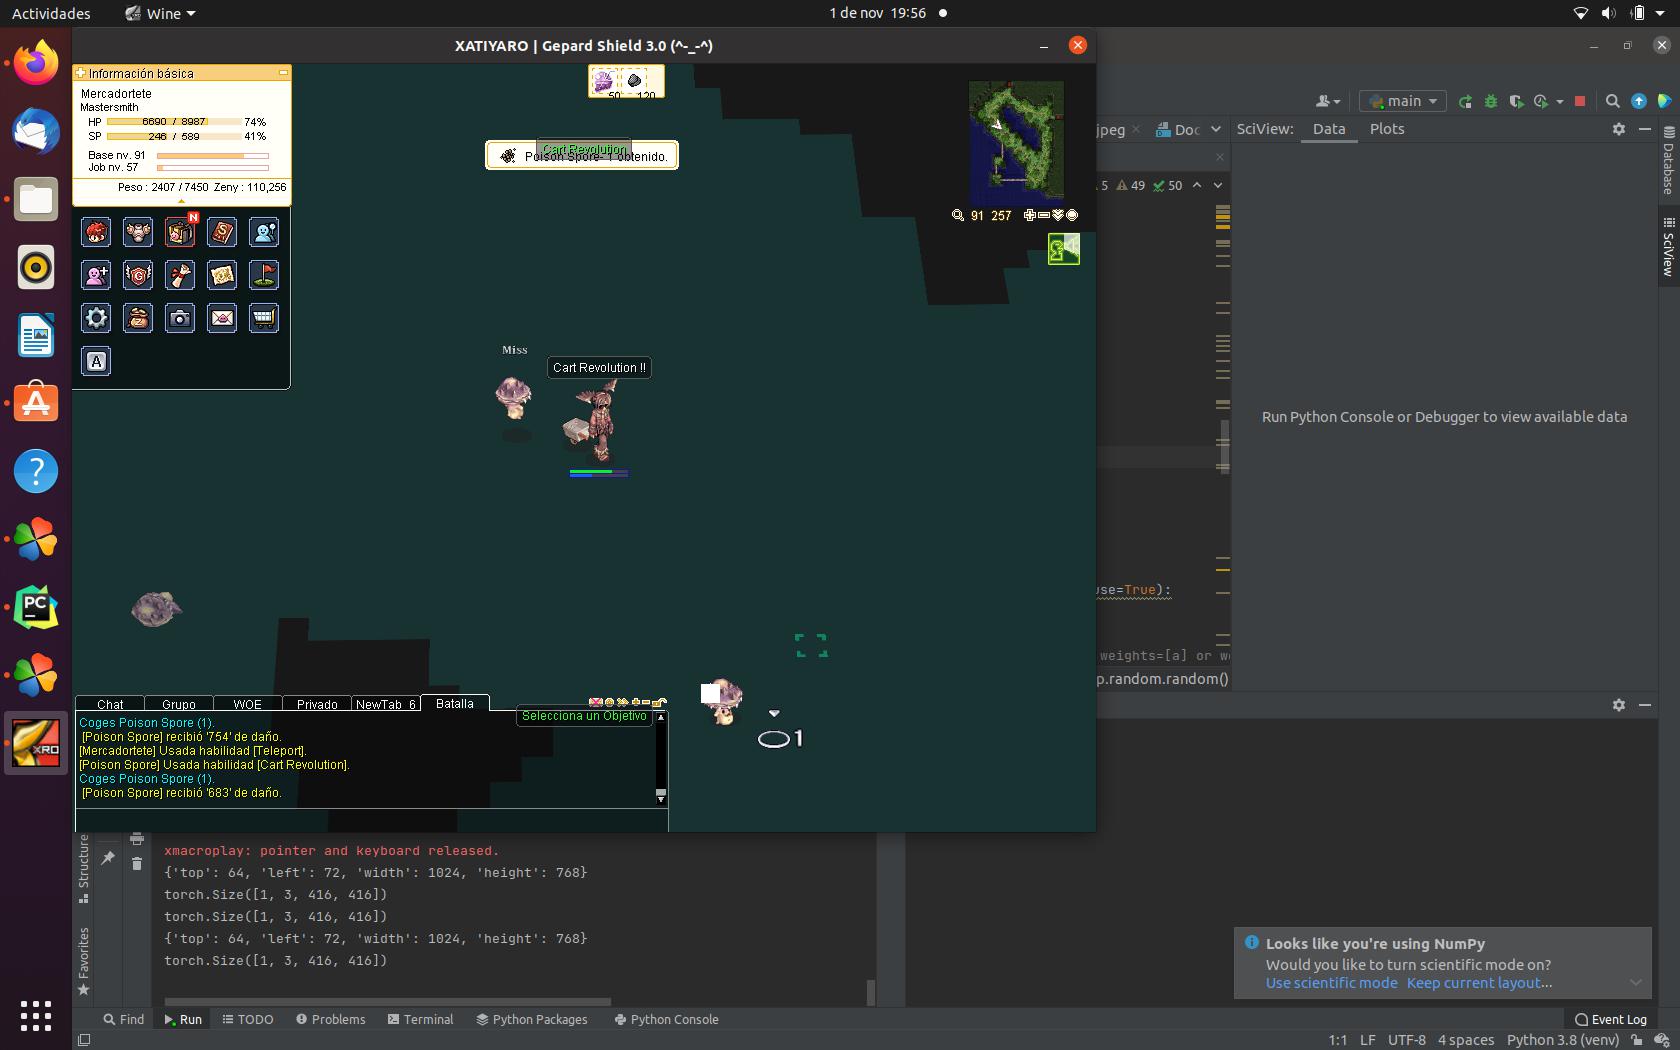 Actividades
Wine
1 de nov 19:56
XATIYARO | Gepard Shield 3.0 (^-_-^)
Información básica
Mercadortete
Mastersmith
HP 6690 / 8987 74%
SP 246 / 589 41%
Base nv. 91
Job nv. 57
Peso : 2407 / 7450 Zeny : 110,256
N
S
G
Z
A
50 120
Cart Revolution
Poison Spore- 1 obtenido.
91 257
Miss
Cart Revolution !!
1
Chat Grupo WOE Privado NewTab 6 Batalla
Selecciona un Objetivo
Coges Poison Spore (1).
[Poison Spore] recibió '754' de daño.
[Mercadortete] Usada habilidad [Teleport].
[Poison Spore] Usada habilidad [Cart Revolution].
Coges Poison Spore (1).
[Poison Spore] recibió '683' de daño.
PC
XRO
main
jpeg
Doc
SciView: Data Plots
5 49 50
Database
SciView
Run Python Console or Debugger to view available data
use=True):
weights=[a] or we
p.random.random()
Structure
Favorites
xmacroplay: pointer and keyboard released.
{'top': 64, 'left': 72, 'width': 1024, 'height': 768}
torch.Size([1, 3, 416, 416])
torch.Size([1, 3, 416, 416])
{'top': 64, 'left': 72, 'width': 1024, 'height': 768}
torch.Size([1, 3, 416, 416])
Looks like you're using NumPy
Would you like to turn scientific mode on?
Use scientific mode Keep current layout...
Find Run TODO Problems Terminal Python Packages Python Console
Event Log
1:1 LF UTF-8 4 spaces Python 3.8 (venv)